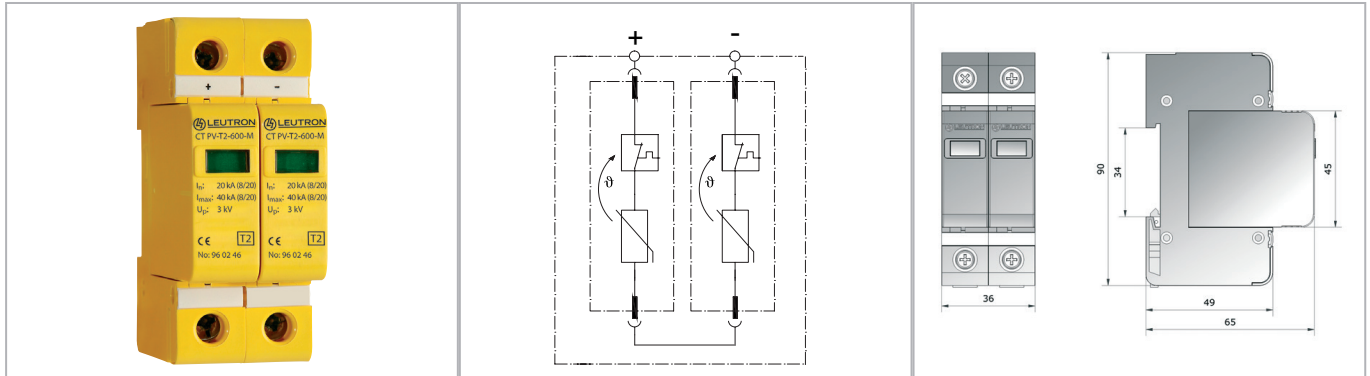 + -
LEUTRON LEUTRON
CT PV-T2-600-M CT PV-T2-600-M
In: 20 kA (8/20) In: 20 kA (8/20)
Imax: 40 kA (8/20) Imax: 40 kA (8/20)
Up: 3 kV Up: 3 kV
CE T2 CE T2
No: 96 02 46 No: 96 02 46
+ -
ϑ ϑ
LEUTRON LEUTRON
90
34
45
36
49
65